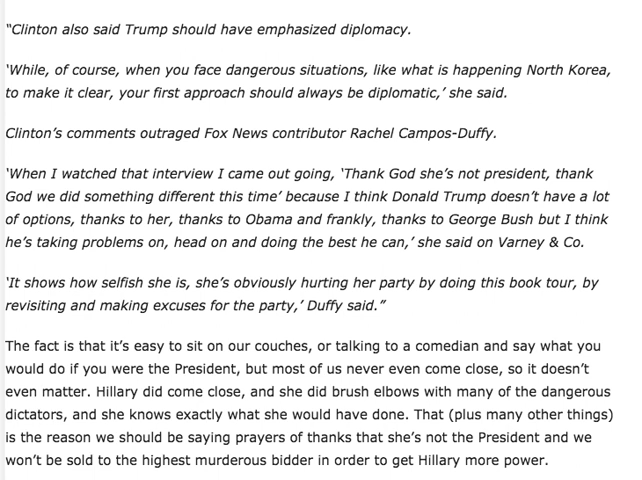 “Clinton also said Trump should have emphasized diplomacy.
‘While, of course, when you face dangerous situations, like what is happening North Korea,
to make it clear, your first approach should always be diplomatic,’ she said.
Clinton’s comments outraged Fox News contributor Rachel Campos-Duffy.
‘When I watched that interview I came out going, ‘Thank God she’s not president, thank
God we did something different this time’ because I think Donald Trump doesn’t have a lot
of options, thanks to her, thanks to Obama and frankly, thanks to George Bush but I think
he’s taking problems on, head on and doing the best he can,’ she said on Varney & Co.
‘It shows how selfish she is, she’s obviously hurting her party by doing this book tour, by
revisiting and making excuses for the party,’ Duffy said.”
The fact is that it’s easy to sit on our couches, or talking to a comedian and say what you
would do if you were the President, but most of us never even come close, so it doesn’t
even matter. Hillary did come close, and she did brush elbows with many of the dangerous
dictators, and she knows exactly what she would have done. That (plus many other things)
is the reason we should be saying prayers of thanks that she’s not the President and we
won’t be sold to the highest murderous bidder in order to get Hillary more power.